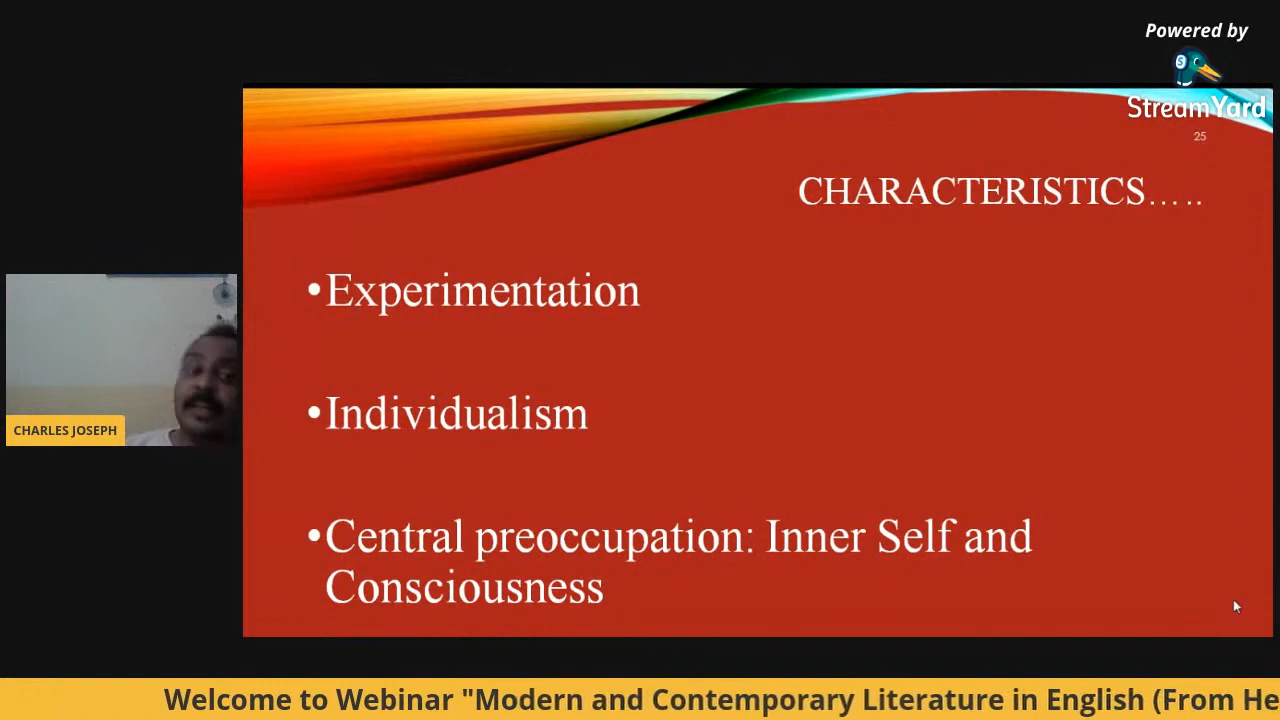 Powered by
StreamYard
25
CHARACTERISTICS…..
•Experimentation
•Individualism
•Central preoccupation: Inner Self and
Consciousness
CHARLES JOSEPH
Welcome to Webinar "Modern and Contemporary Literature in English (From He